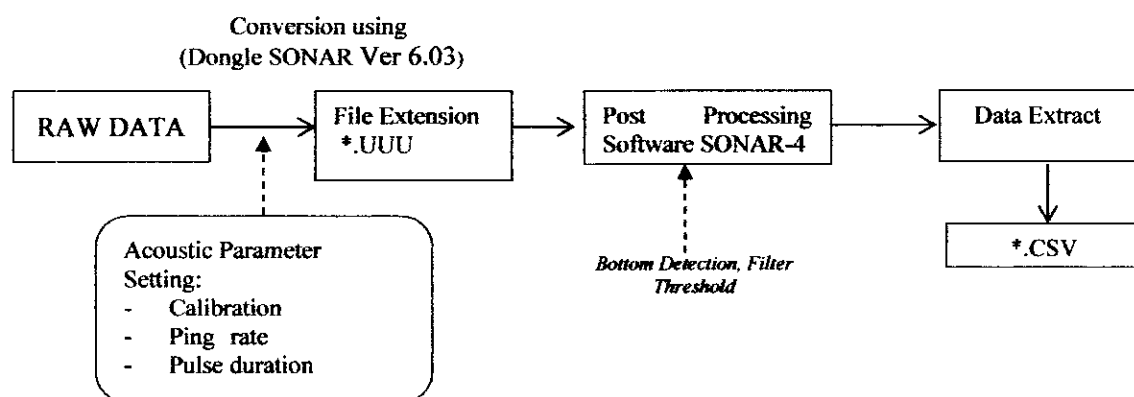 Conversion using
(Dongle SONAR Ver 6.03)
RAW DATA
File Extension
*.UUU
Post Processing
Software SONAR-4
Data Extract
*.CSV
Acoustic Parameter
Setting:
- Calibration
- Ping rate
- Pulse duration
Bottom Detection, Filter
Threshold